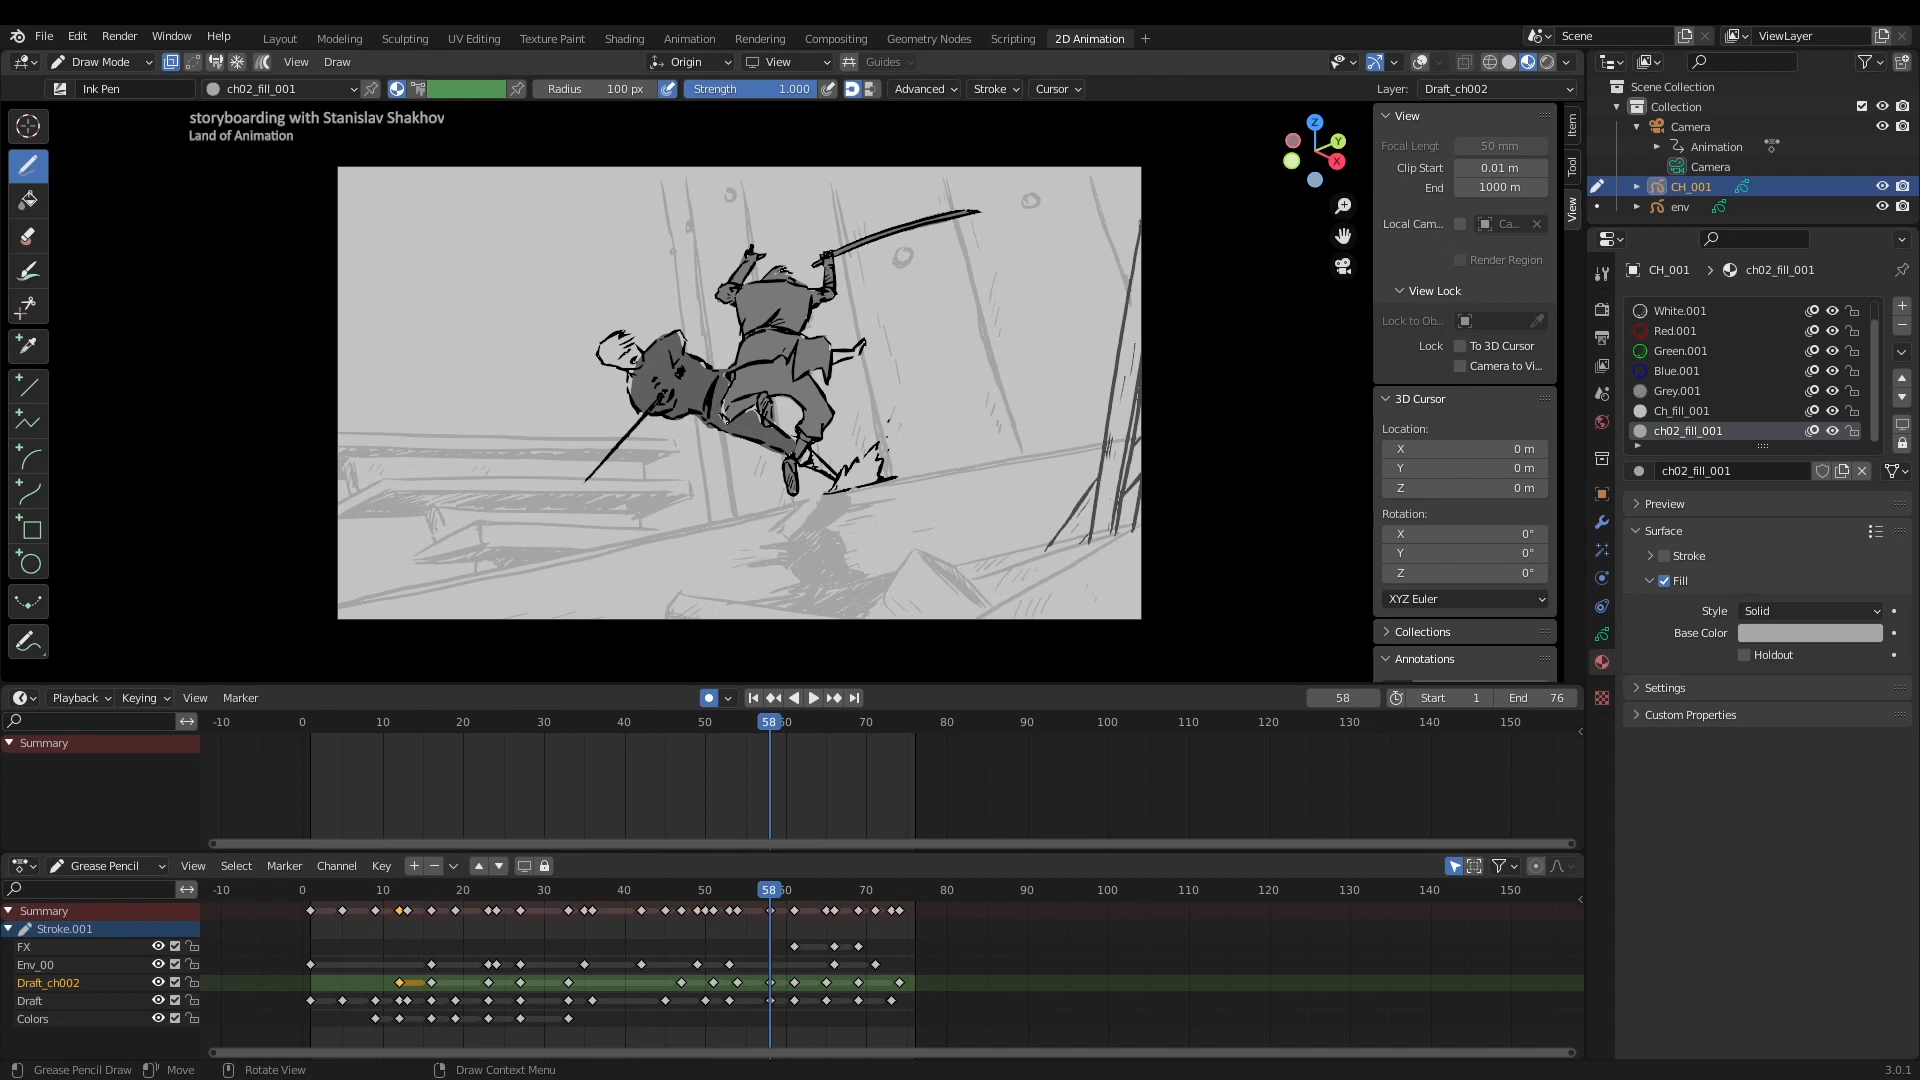 File Edit Render Window Help Layout Modeling Sculpting UV Editing Texture Paint Shading Animation Rendering Compositing Geometry Nodes Scripting 2D Animation Scene ViewLayer
Draw Mode View Draw Origin View Guides
Ink Pen ch02_fill_001 Radius 100 px Strength 1.000 Advanced Stroke Cursor Layer: Draft_ch002
storyboarding with Stanislav Shakhov
Land of Animation
Z
Y
X
View
Focal Lengt 50 mm
Clip Start 0.01 m
End 1000 m
Local Cam... Ca...
Render Region
View Lock
Lock to Ob...
Lock To 3D Cursor
Camera to Vi...
3D Cursor
Location:
X 0 m
Y 0 m
Z 0 m
Rotation:
X 0°
Y 0°
Z 0°
XYZ Euler
Collections
Annotations
Item
Tool
View
Scene Collection
Collection
Camera
Animation
Camera
CH_001
env
CH_001 ch02_fill_001
White.001
Red.001
Green.001
Blue.001
Grey.001
Ch_fill_001
ch02_fill_001
ch02_fill_001
Preview
Surface
Stroke
Fill
Style Solid
Base Color
Holdout
Settings
Custom Properties
Playback Keying View Marker 58 Start 1 End 76
-10 0 10 20 30 40 50 58 60 70 80 90 100 110 120 130 140 150
Summary
Grease Pencil View Select Marker Channel Key
-10 0 10 20 30 40 50 58 60 70 80 90 100 110 120 130 140 150
Summary
Stroke.001
FX
Env_00
Draft_ch002
Draft
Colors
Grease Pencil Draw Move Rotate View Draw Context Menu 3.0.1